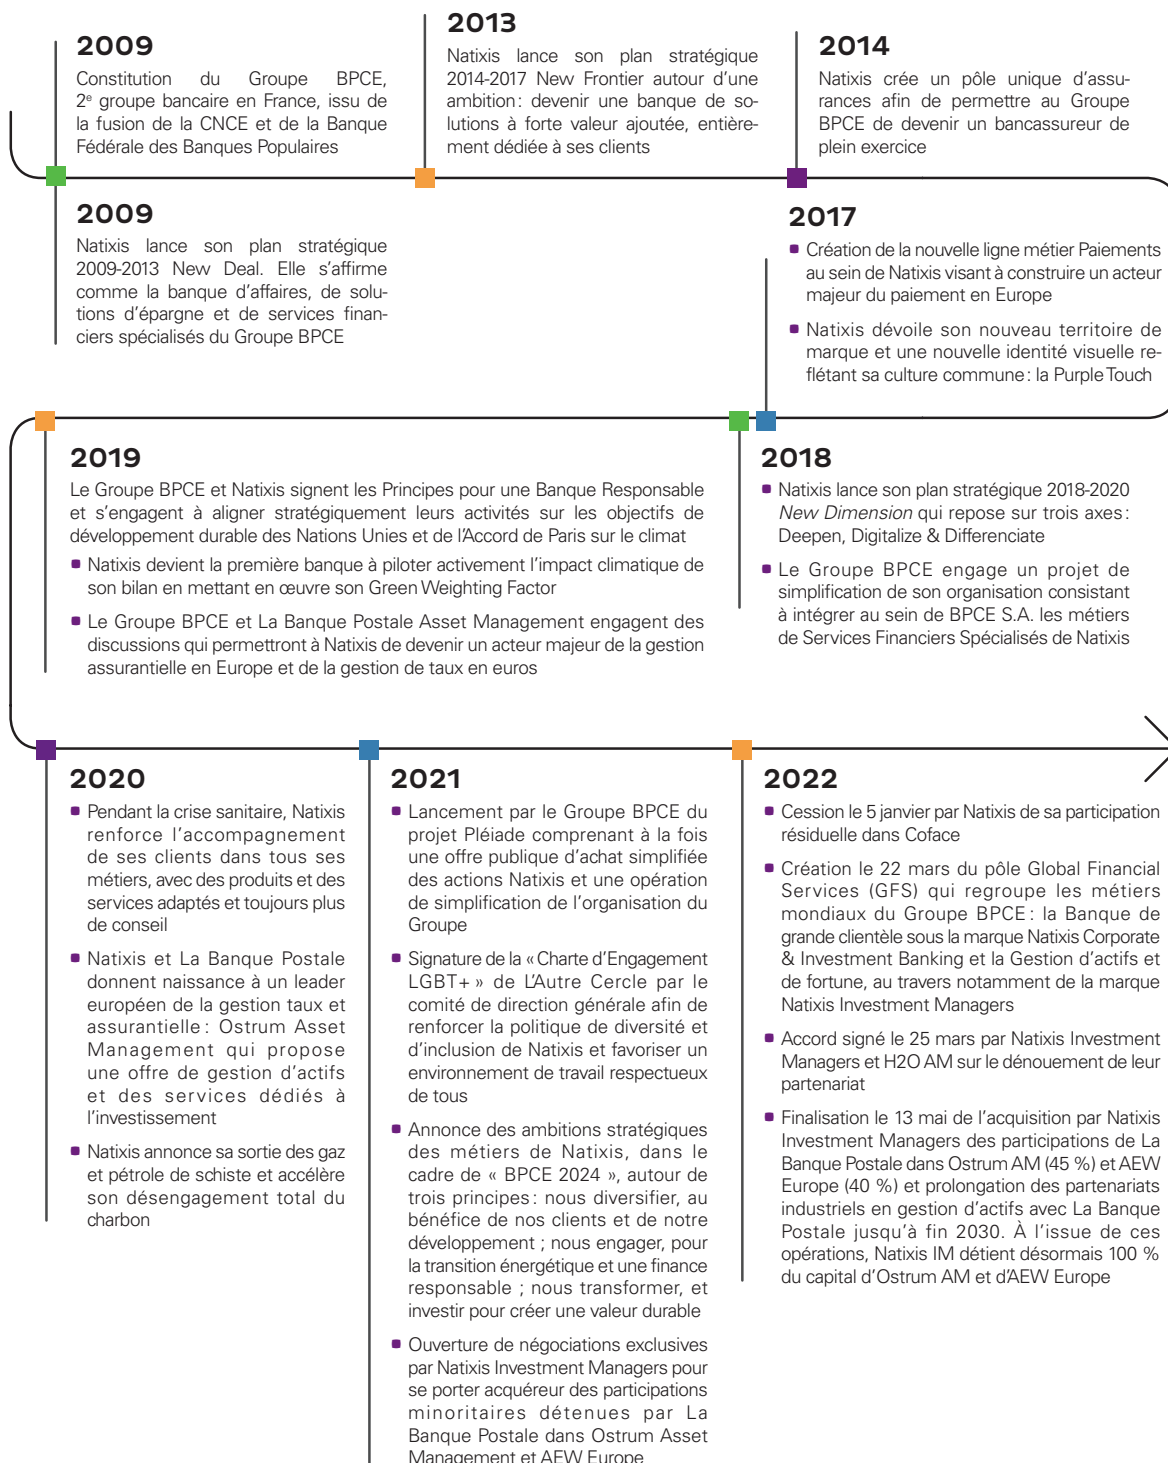 2009
Constitution du Groupe BPCE,
2e groupe bancaire en France, issu de
la fusion de la CNCE et de la Banque
Fédérale des Banques Populaires
2013
Natixis lance son plan stratégique
2014-2017 New Frontier autour d'une
ambition : devenir une banque de so-
lutions à forte valeur ajoutée, entière-
ment dédiée à ses clients
2014
Natixis crée un pôle unique d'assu-
rances afin de permettre au Groupe
BPCE de devenir un bancassureur de
plein exercice
2009
Natixis lance son plan stratégique
2009-2013 New Deal. Elle s'affirme
comme la banque d'affaires, de solu-
tions d'épargne et de services finan-
ciers spécialisés du Groupe BPCE
2017
Création de la nouvelle ligne métier Paiements
au sein de Natixis visant à construire un acteur
majeur du paiement en Europe
Natixis dévoile son nouveau territoire de
marque et une nouvelle identité visuelle re-
flétant sa culture commune : la Purple Touch
2018
Natixis lance son plan stratégique 2018-2020
New Dimension qui repose sur trois axes :
Deepen, Digitalize & Differenciate
Le Groupe BPCE engage un projet de
simplification de son organisation consistant
à intégrer au sein de BPCE S.A. les métiers
de Services Financiers Spécialisés de Natixis
2019
Le Groupe BPCE et Natixis signent les Principes pour une Banque Responsable
et s'engagent à aligner stratégiquement leurs activités sur les objectifs de
développement durable des Nations Unies et de l'Accord de Paris sur le climat
Natixis devient la première banque à piloter activement l'impact climatique de
son bilan en mettant en œuvre son Green Weighting Factor
Le Groupe BPCE et La Banque Postale Asset Management engagent des
discussions qui permettront à Natixis de devenir un acteur majeur de la gestion
assurantielle en Europe et de la gestion de taux en euros
2020
Pendant la crise sanitaire, Natixis
renforce l'accompagnement
de ses clients dans tous ses
métiers, avec des produits et des
services adaptés et toujours plus
de conseil
Natixis et La Banque Postale
donnent naissance à un leader
européen de la gestion taux et
assurantielle : Ostrum Asset
Management qui propose
une offre de gestion d'actifs
et des services dédiés à
l'investissement
Natixis annonce sa sortie des gaz
et pétrole de schiste et accélère
son désengagement total du
charbon
2021
Lancement par le Groupe BPCE du
projet Pléiade comprenant à la fois
une offre publique d'achat simplifiée
des actions Natixis et une opération
de simplification de l'organisation du
Groupe
Signature de la « Charte d'Engagement
LGBT+ » de L'Autre Cercle par le
comité de direction générale afin de
renforcer la politique de diversité et
d'inclusion de Natixis et favoriser un
environnement de travail respectueux
de tous
Annonce des ambitions stratégiques
des métiers de Natixis, dans le
cadre de « BPCE 2024 », autour de
trois principes : nous diversifier, au
bénéfice de nos clients et de notre
développement ; nous engager, pour
la transition énergétique et une finance
responsable ; nous transformer, et
investir pour créer une valeur durable
Ouverture de négociations exclusives
par Natixis Investment Managers pour
se porter acquéreur des participations
minoritaires détenues par La
Banque Postale dans Ostrum Asset
Management et AEW Europe
2022
Cession le 5 janvier par Natixis de sa participation
résiduelle dans Coface
Création le 22 mars du pôle Global Financial
Services (GFS) qui regroupe les métiers
mondiaux du Groupe BPCE : la Banque de
grande clientèle sous la marque Natixis Corporate
& Investment Banking et la Gestion d'actifs et
de fortune, au travers notamment de la marque
Natixis Investment Managers
Accord signé le 25 mars par Natixis Investment
Managers et H2O AM sur le dénouement de leur
partenariat
Finalisation le 13 mai de l'acquisition par Natixis
Investment Managers des participations de La
Banque Postale dans Ostrum AM (45 %) et AEW
Europe (40 %) et prolongation des partenariats
industriels en gestion d'actifs avec La Banque
Postale jusqu'à fin 2030. À l'issue de ces
opérations, Natixis IM détient désormais 100 %
du capital d'Ostrum AM et d'AEW Europe